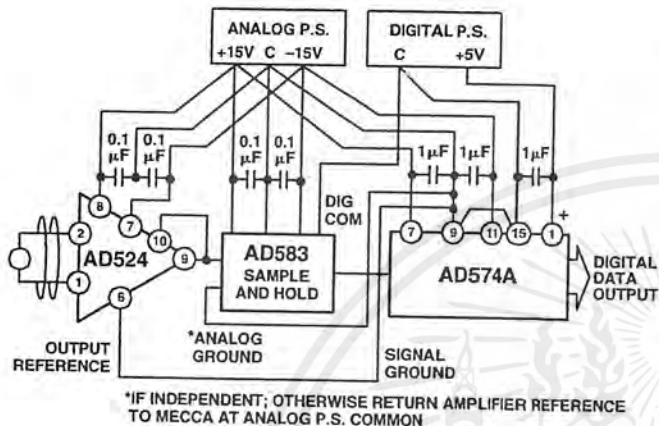 ANALOG P.S.
+15V C –15V
DIGITAL P.S.
C +5V
0.1 µF
0.1 µF
0.1 µF
0.1 µF
1µF
1µF
1µF
8
7
10
2
1
9
6
AD524
DIG COM
AD583
SAMPLE
AND HOLD
7
9
11
15
1
+
AD574A
DIGITAL
DATA
OUTPUT
OUTPUT
REFERENCE
*ANALOG
GROUND
SIGNAL
GROUND
*IF INDEPENDENT; OTHERWISE RETURN AMPLIFIER REFERENCE
TO MECCA AT ANALOG P.S. COMMON